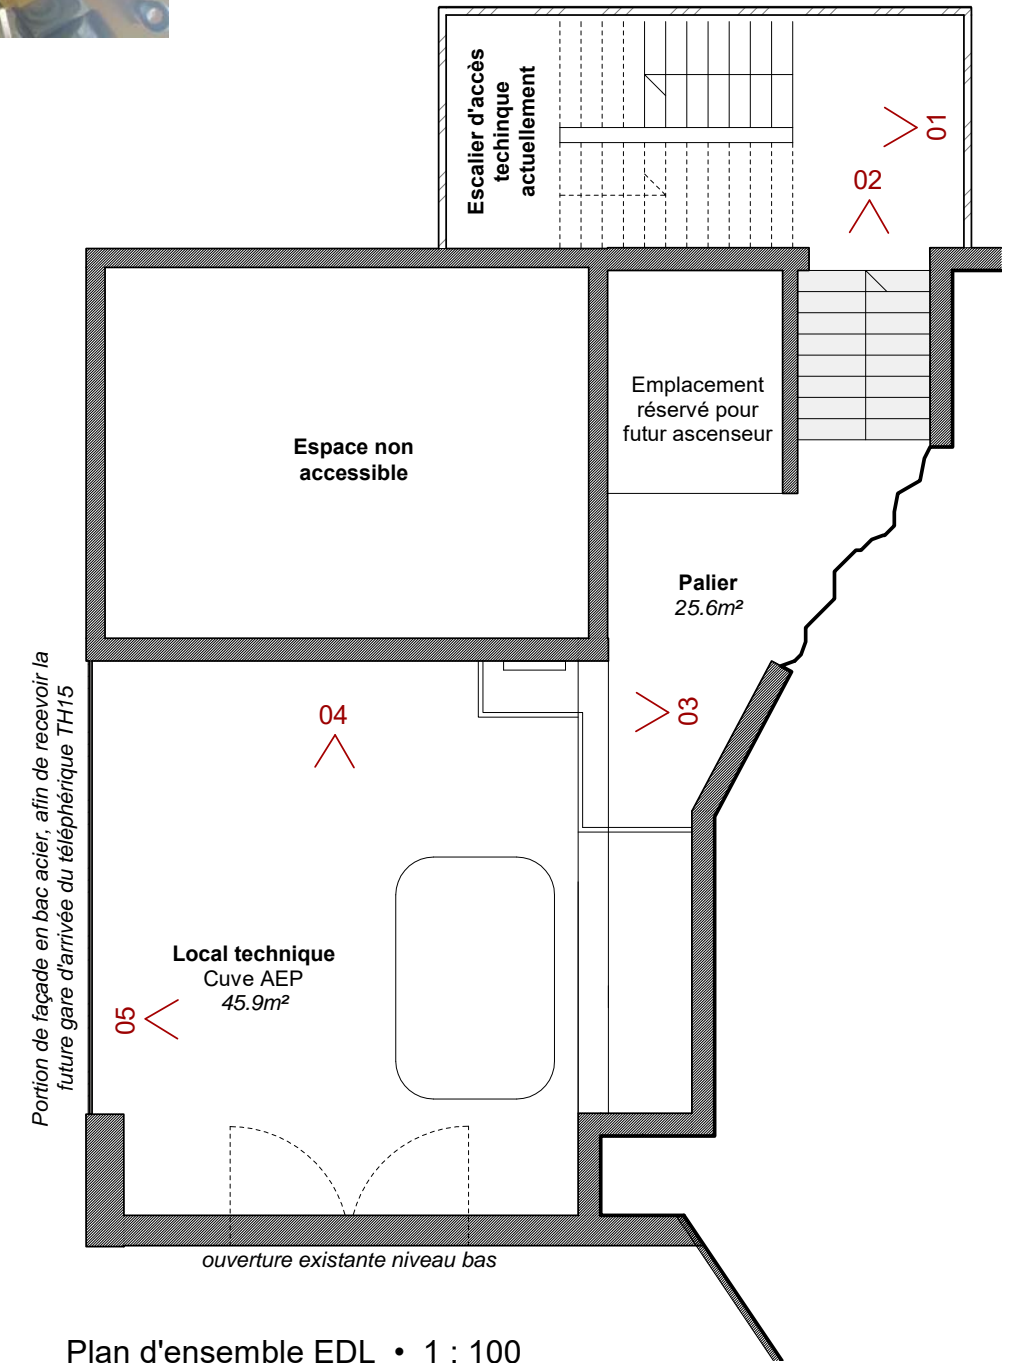 Escalier d'accès
techinque
actuellement
01
02
Emplacement
réservé pour
futur ascenseur
Espace non
accessible
Palier
25.6m²
03
04
Portion de façade en bac acier, afin de recevoir la
future gare d'arrivée du téléphérique TH15
Local technique
Cuve AEP
45.9m²
05
ouverture existante niveau bas
Plan d'ensemble EDL • 1 : 100